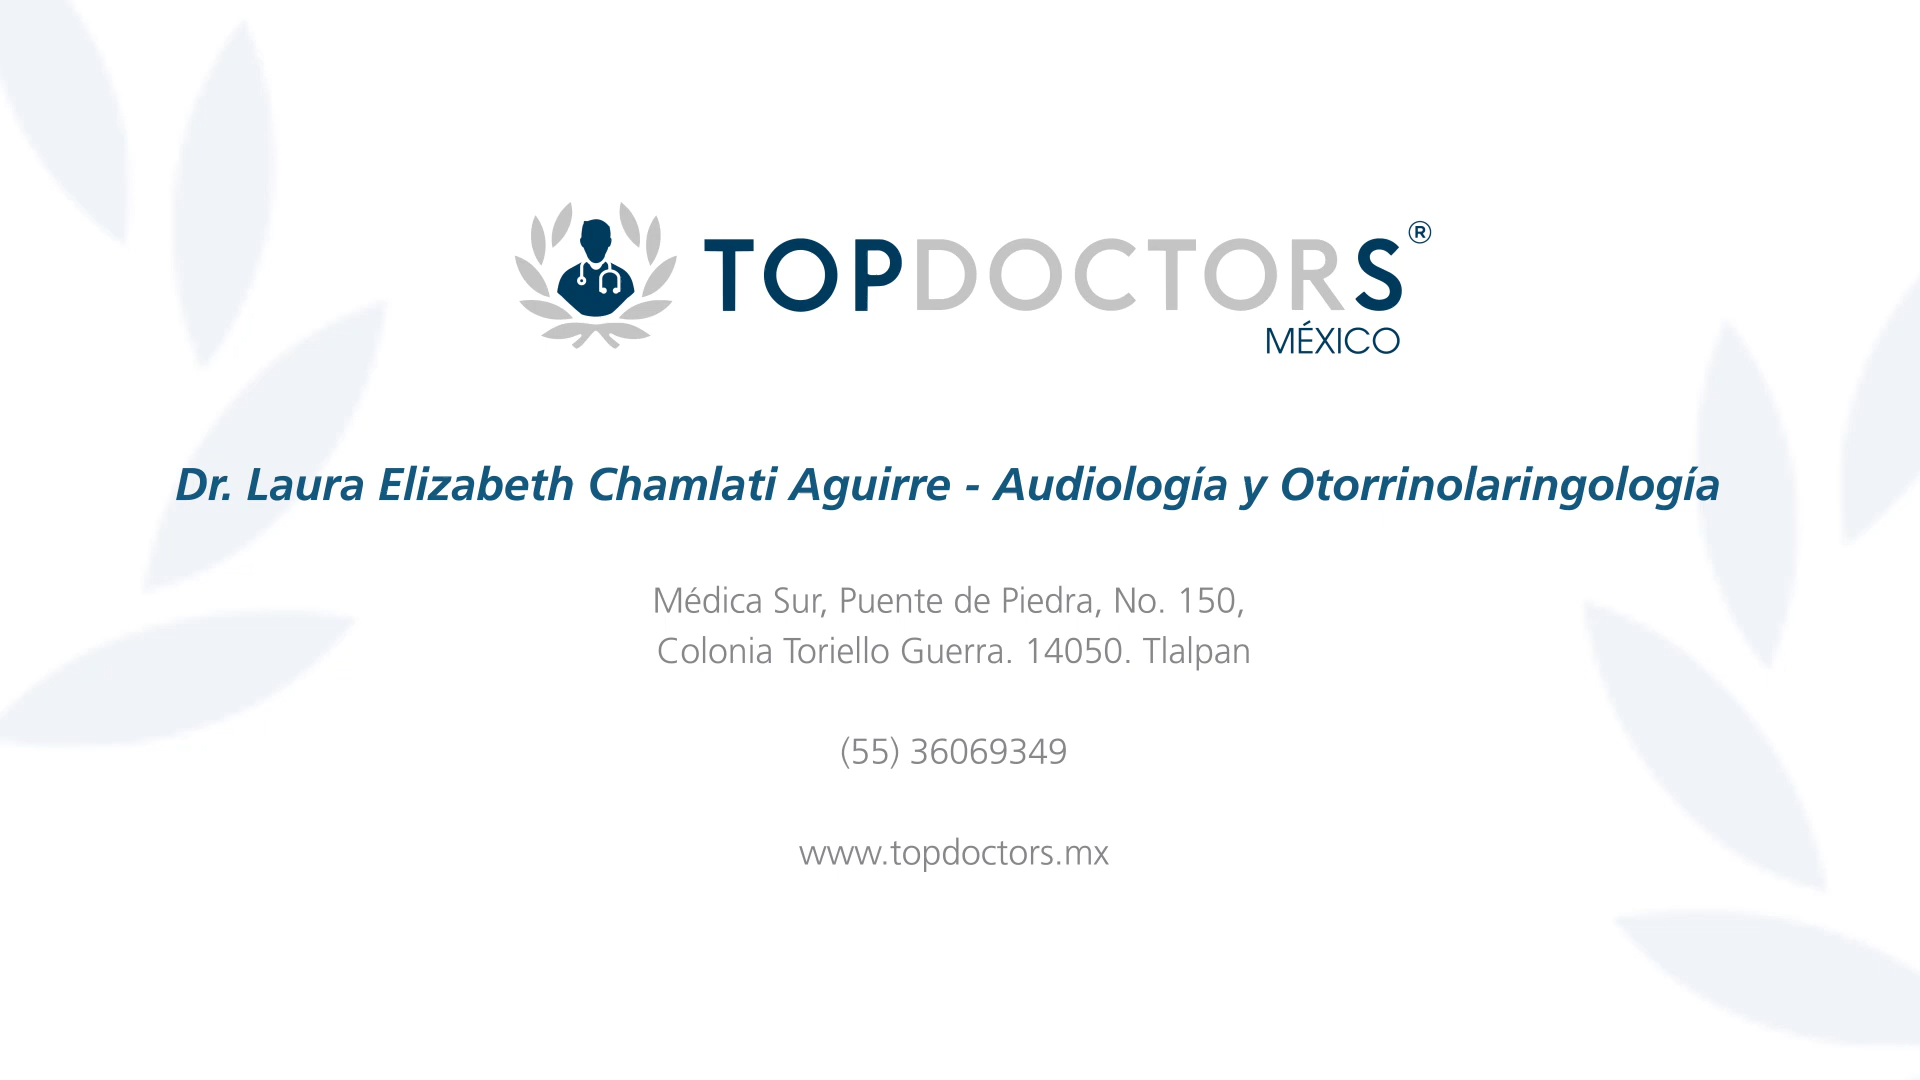 TOPDOCTORS®
MÉXICO
Dr. Laura Elizabeth Chamlati Aguirre - Audiología y Otorrinolaringología
Médica Sur, Puente de Piedra, No. 150,
Colonia Toriello Guerra. 14050. Tlalpan
(55) 36069349
www.topdoctors.mx